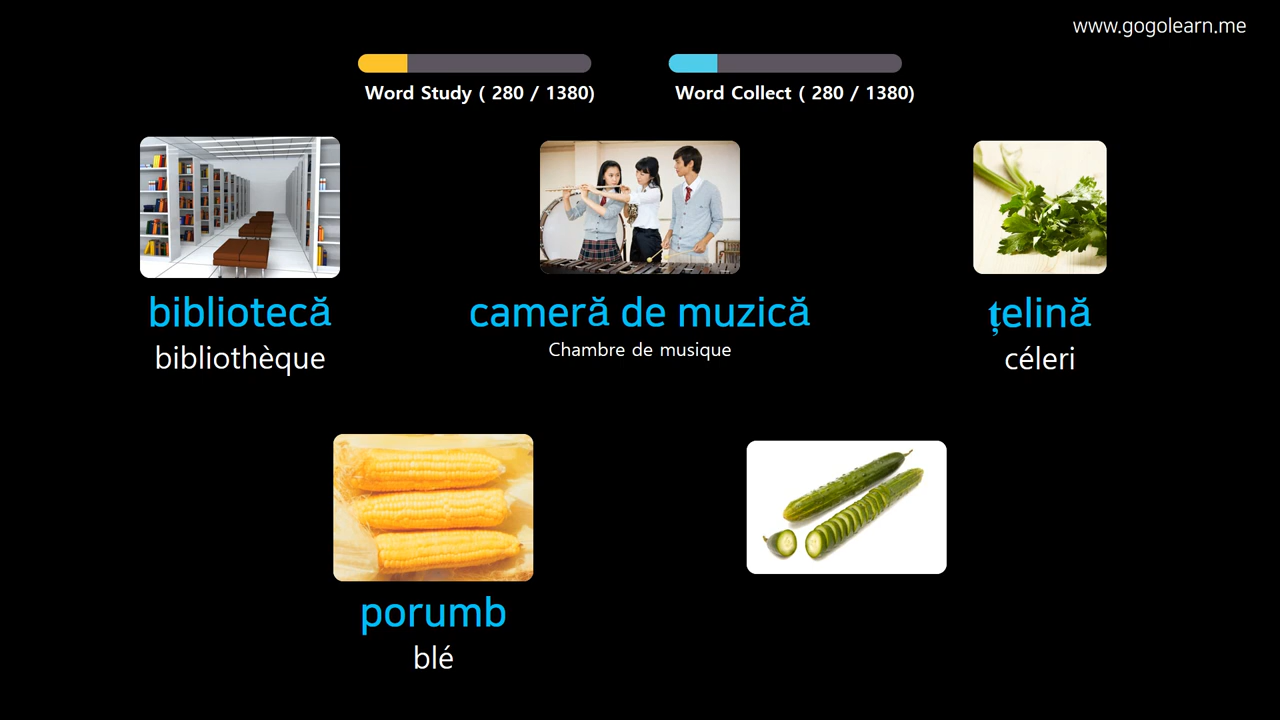 www.gogolearn.me
Word Study ( 280 / 1380)
Word Collect ( 280 / 1380)
bibliotecă
bibliothèque
cameră de muzică
Chambre de musique
țelină
céleri
porumb
blé